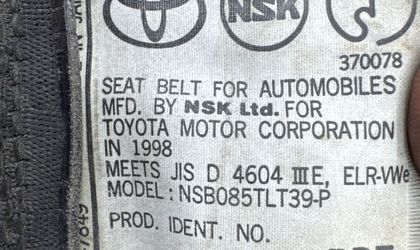 NSK
370078
SEAT BELT FOR AUTOMOBILES
MFD. BY NSK Ltd. FOR
TOYOTA MOTOR CORPORATION
IN 1998
MEETS JIS D 4604 ⅢE, ELR-VWe
MODEL: NSB085TLT39-P
PROD. IDENT. NO.